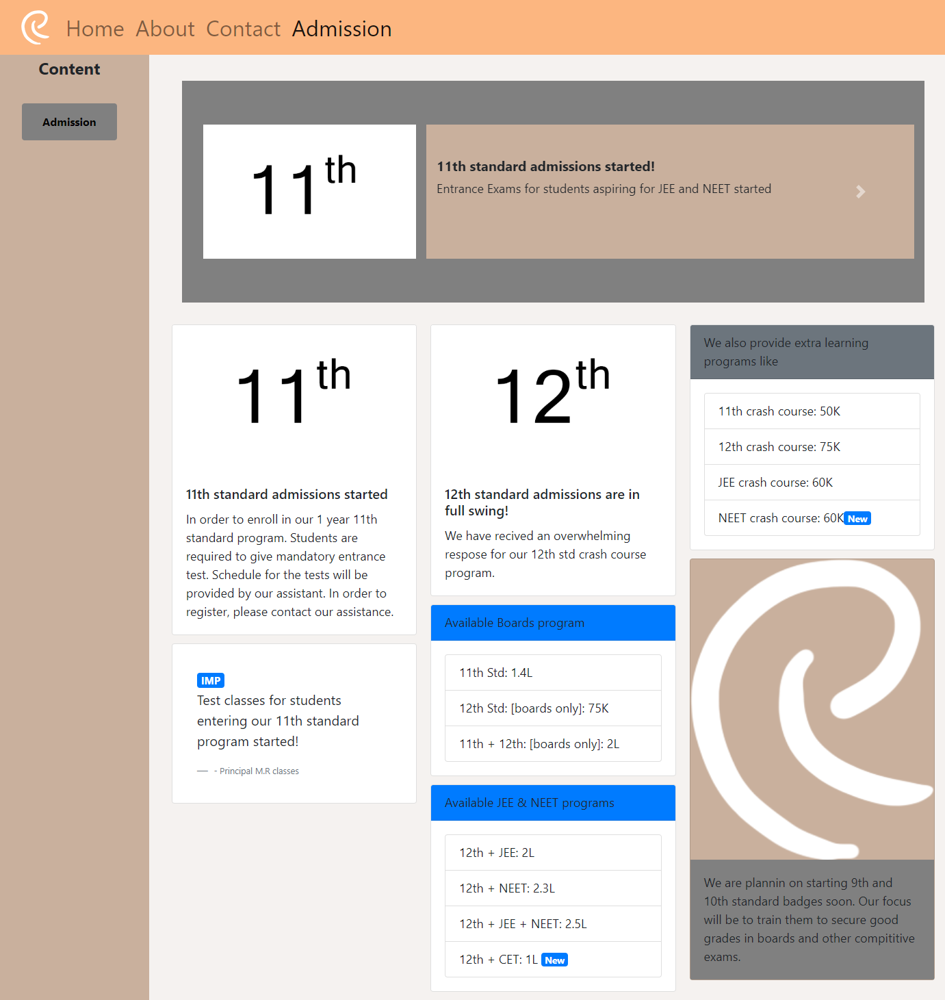 Home About Contact Admission
Content
Admission
11th
11th standard admissions started!
Entrance Exams for students aspiring for JEE and NEET started
11th
11th standard admissions started
In order to enroll in our 1 year 11th
standard program. Students are
required to give mandatory entrance
test. Schedule for the tests will be
provided by our assistant. In order to
register, please contact our assistance.
IMP
Test classes for students
entering our 11th standard
program started!
— - Principal M.R classes
12th
12th standard admissions are in
full swing!
We have recived an overwhelming
respose for our 12th std crash course
program.
Available Boards program
11th Std: 1.4L
12th Std: [boards only]: 75K
11th + 12th: [boards only]: 2L
Available JEE & NEET programs
12th + JEE: 2L
12th + NEET: 2.3L
12th + JEE + NEET: 2.5L
12th + CET: 1L New
We also provide extra learning
programs like
11th crash course: 50K
12th crash course: 75K
JEE crash course: 60K
NEET crash course: 60K New
We are plannin on starting 9th and
10th standard badges soon. Our focus
will be to train them to secure good
grades in boards and other compititive
exams.